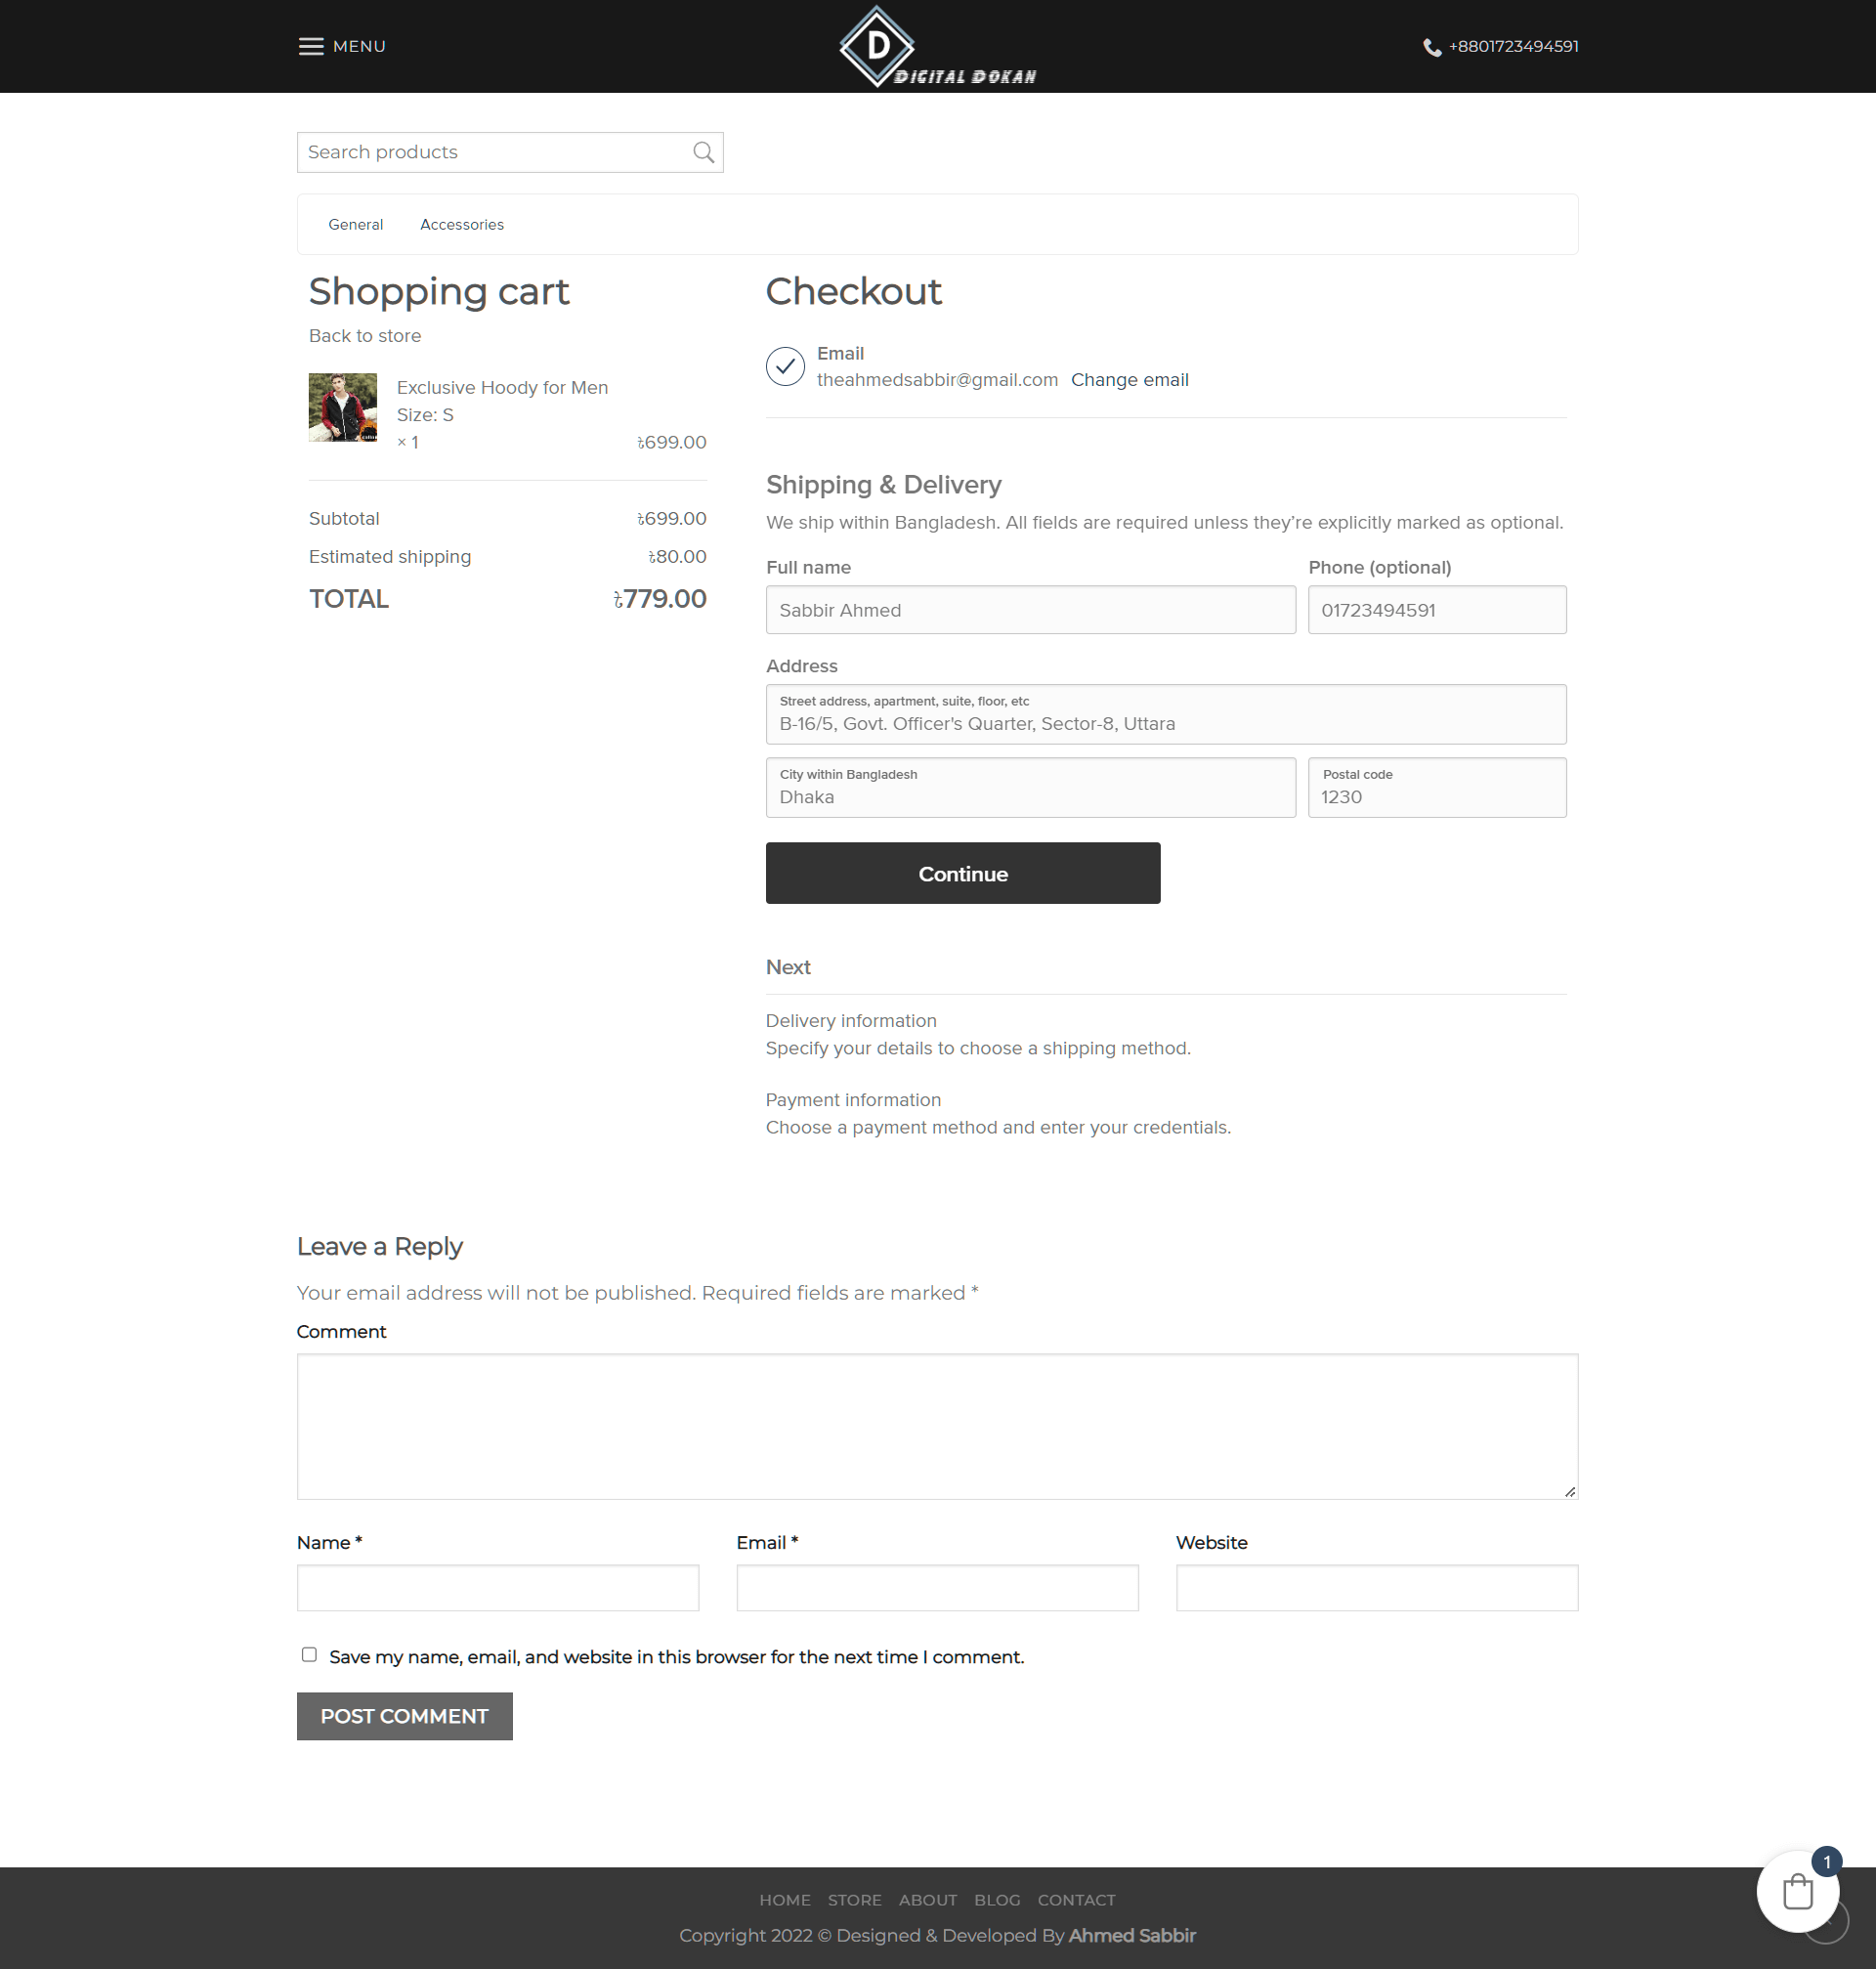 MENU
D
DIGITAL DOKAN
+8801723494591
Search products
General Accessories
Shopping cart
Back to store
Exclusive Hoody for Men
Size: S
× 1 ৳699.00
Subtotal ৳699.00
Estimated shipping ৳80.00
TOTAL ৳779.00
Checkout
Email
theahmedsabbir@gmail.com Change email
Shipping & Delivery
We ship within Bangladesh. All fields are required unless they’re explicitly marked as optional.
Full name Phone (optional)
Sabbir Ahmed 01723494591
Address
Street address, apartment, suite, floor, etc
B-16/5, Govt. Officer's Quarter, Sector-8, Uttara
City within Bangladesh Postal code
Dhaka 1230
Continue
Next
Delivery information
Specify your details to choose a shipping method.
Payment information
Choose a payment method and enter your credentials.
Leave a Reply
Your email address will not be published. Required fields are marked *
Comment
Name * Email * Website
Save my name, email, and website in this browser for the next time I comment.
POST COMMENT
1
HOME STORE ABOUT BLOG CONTACT
Copyright 2022 © Designed & Developed By Ahmed Sabbir